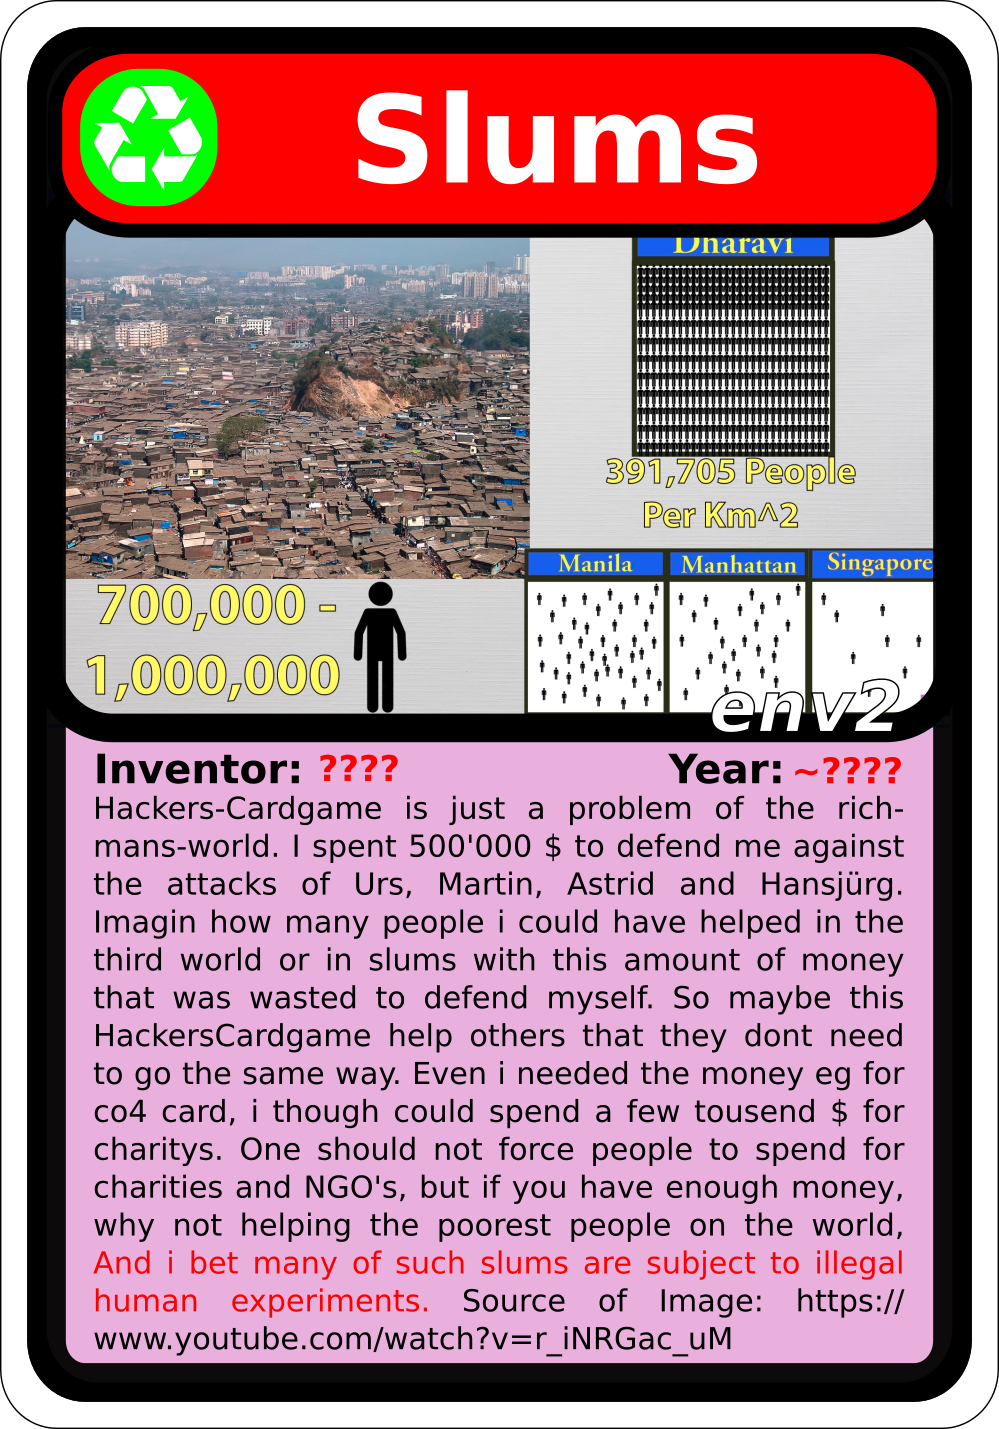 Slums
Dharavi
391,705 People
Per Km^2
Manila
Manhattan
Singapore
700,000 -
1,000,000
env2
Inventor: ????
Year: ~????
Hackers-Cardgame is just a problem of the rich-
mans-world. I spent 500'000 $ to defend me against
the attacks of Urs, Martin, Astrid and Hansjürg.
Imagin how many people i could have helped in the
third world or in slums with this amount of money
that was wasted to defend myself. So maybe this
HackersCardgame help others that they dont need
to go the same way. Even i needed the money eg for
co4 card, i though could spend a few tousend $ for
charitys. One should not force people to spend for
charities and NGO's, but if you have enough money,
why not helping the poorest people on the world,
And i bet many of such slums are subject to illegal
human experiments. Source of Image: https://
www.youtube.com/watch?v=r_iNRGac_uM